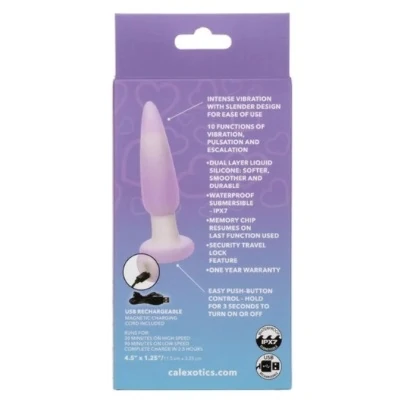 INTENSE VIBRATION
WITH SLENDER DESIGN
FOR EASE OF USE
10 FUNCTIONS OF
VIBRATION,
PULSATION AND
ESCALATION
•DUAL LAYER LIQUID
SILICONE: SOFTER,
SMOOTHER AND
DURABLE
•WATERPROOF
SUBMERSIBLE
- IPX7
•MEMORY CHIP
RESUMES ON
LAST FUNCTION USED
•SECURITY TRAVEL
LOCK
FEATURE
•ONE YEAR WARRANTY
EASY PUSH-BUTTON
CONTROL - HOLD
FOR 3 SECONDS TO
TURN ON OR OFF
USB RECHARGEABLE
MAGNETIC CHARGING
CORD INCLUDED
4.5" x 1.25"/
IPX7
USB
calexotics.com